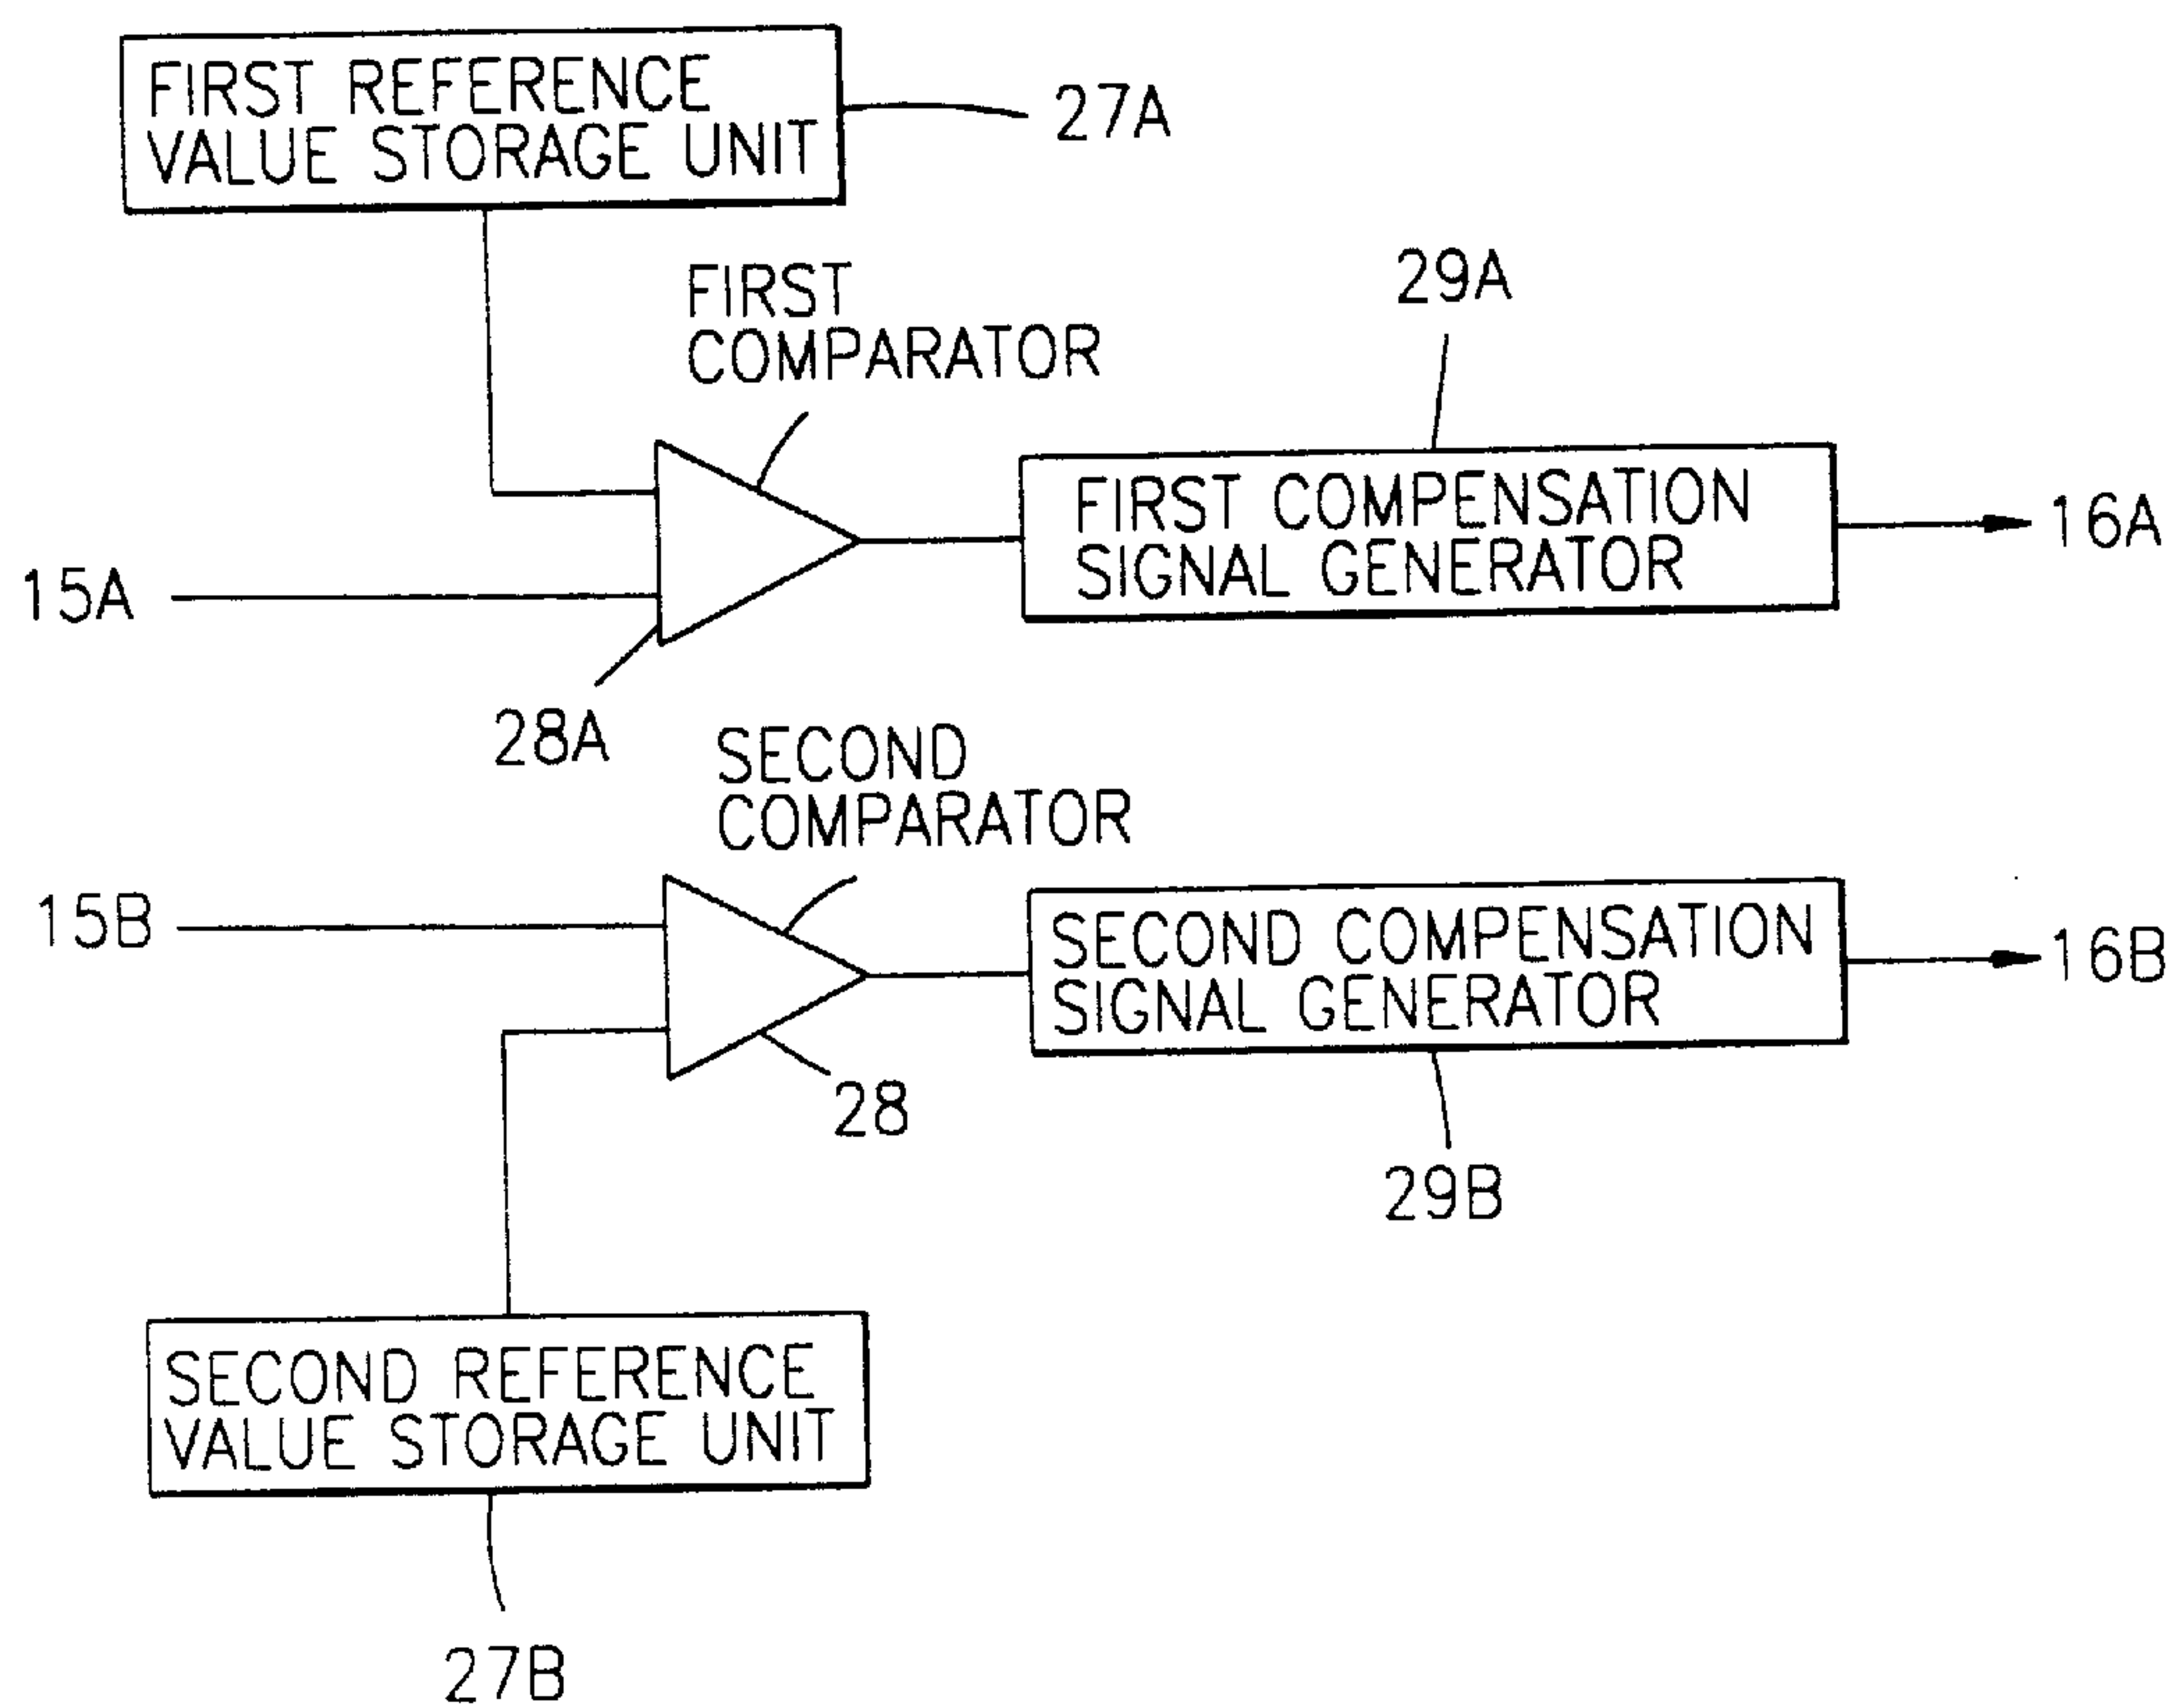 FIRST REFERENCE
VALUE STORAGE UNIT
27A
FIRST
COMPARATOR
29A
FIRST COMPENSATION
SIGNAL GENERATOR
16A
15A
28A
SECOND
COMPARATOR
15B
SECOND COMPENSATION
SIGNAL GENERATOR
16B
28
29B
SECOND REFERENCE
VALUE STORAGE UNIT
27B